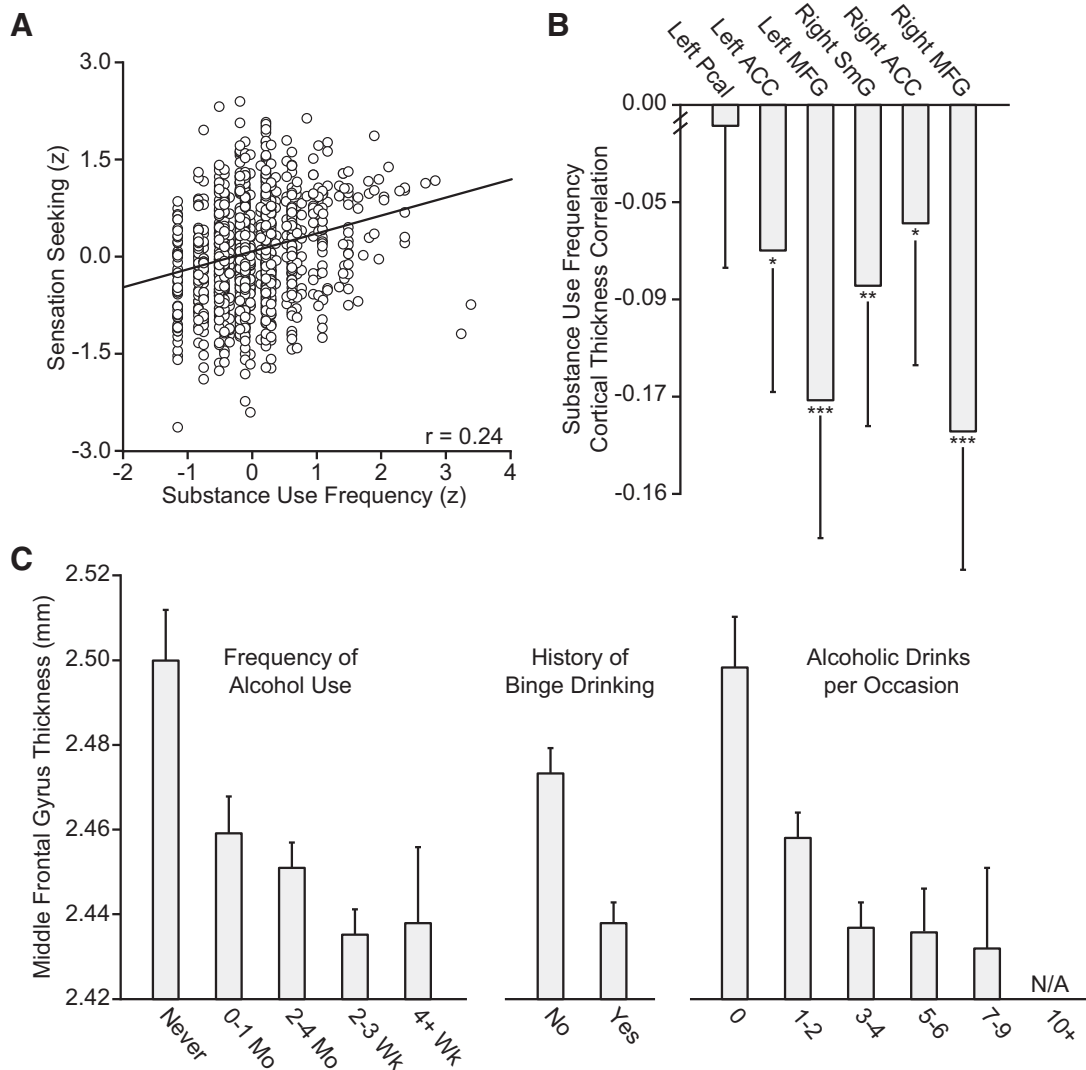 A
3.0
1.5
0.0
-1.5
-3.0
Sensation Seeking (z)
r = 0.24
-2 -1 0 1 2 3 4
Substance Use Frequency (z)
B
Left Pcal
Left ACC
Left MFG
Right SmG
Right ACC
Right MFG
0.00
-0.05
-0.09
-0.17
-0.16
Substance Use Frequency
Cortical Thickness Correlation
*
***
**
*
***
C
2.52
2.50
2.48
2.46
2.44
2.42
Middle Frontal Gyrus Thickness (mm)
Frequency of
Alcohol Use
Never
0-1 Mo
2-4 Mo
2-3 Wk
4+ Wk
History of
Binge Drinking
No
Yes
Alcoholic Drinks
per Occasion
N/A
0
1-2
3-4
5-6
7-9
10+